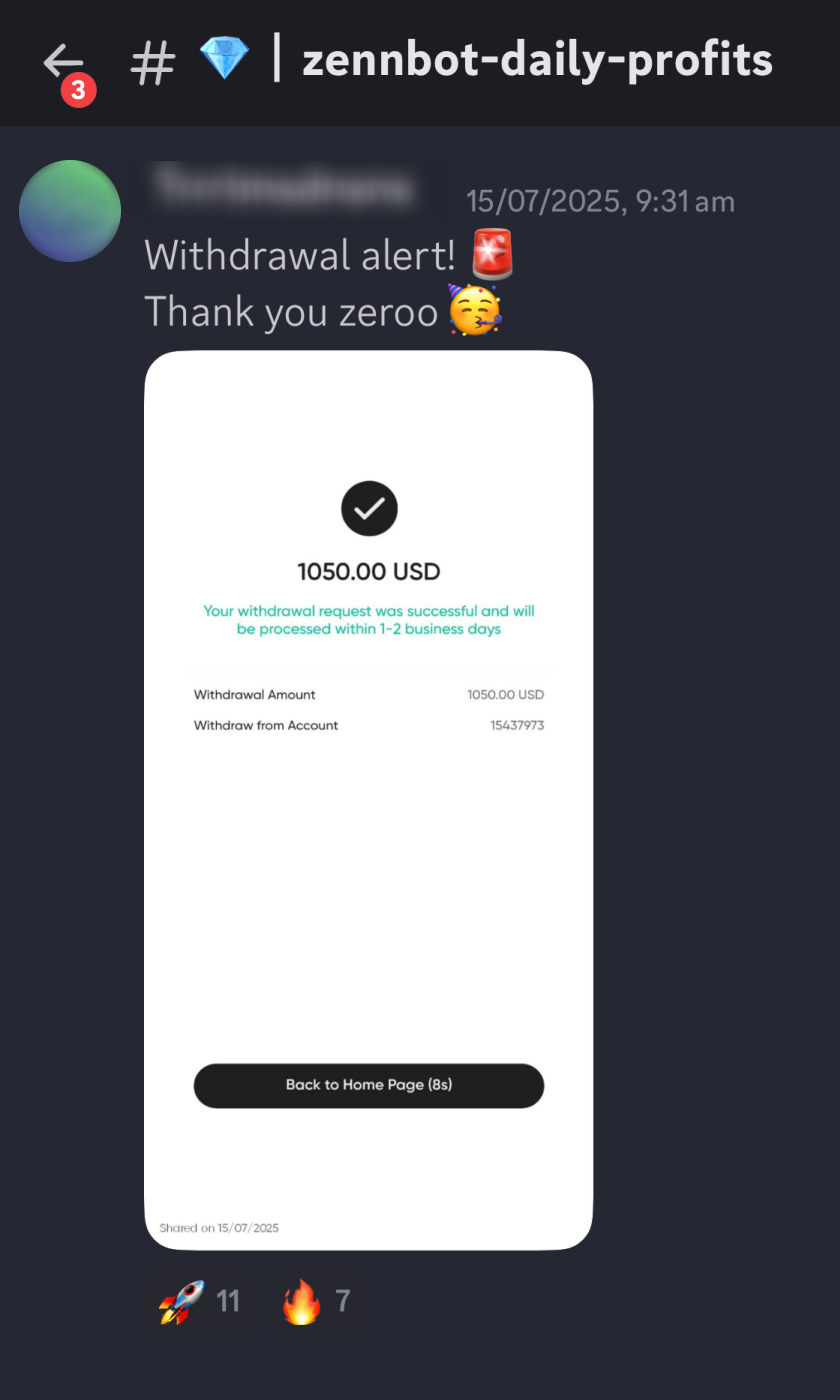 3
# 💎 | zennbot-daily-profits
15/07/2025, 9:31 am
Withdrawal alert! 🚨
Thank you zeroo 🥳
1050.00 USD
Your withdrawal request was successful and will
be processed within 1-2 business days
Withdrawal Amount 1050.00 USD
Withdraw from Account 15437973
Back to Home Page (8s)
Shared on 15/07/2025
🚀 11 🔥 7